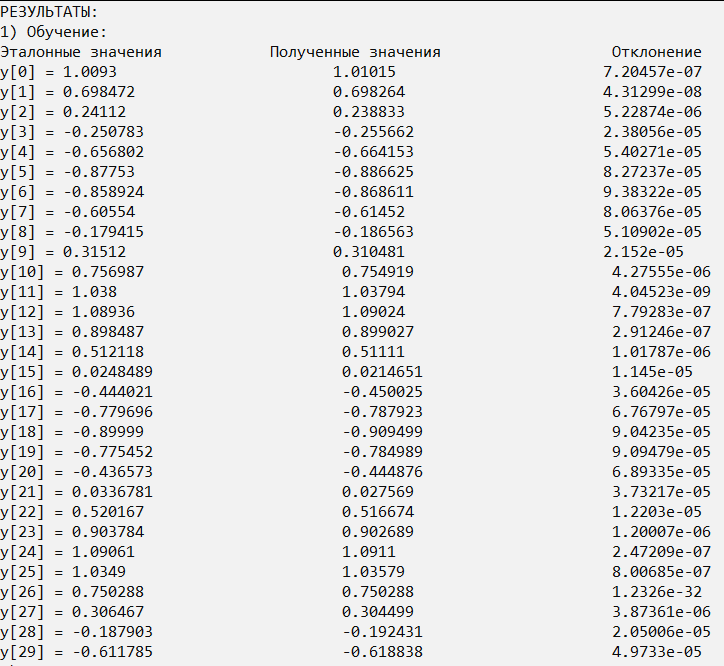 РЕЗУЛЬТАТЫ:
1) Обучение:
Эталонные значения Полученные значения Отклонение
y[0] = 1.0093 1.01015 7.20457e-07
y[1] = 0.698472 0.698264 4.31299e-08
y[2] = 0.24112 0.238833 5.22874e-06
y[3] = -0.250783 -0.255662 2.38056e-05
y[4] = -0.656802 -0.664153 5.40271e-05
y[5] = -0.87753 -0.886625 8.27237e-05
y[6] = -0.858924 -0.868611 9.38322e-05
y[7] = -0.60554 -0.61452 8.06376e-05
y[8] = -0.179415 -0.186563 5.10902e-05
y[9] = 0.31512 0.310481 2.152e-05
y[10] = 0.756987 0.754919 4.27555e-06
y[11] = 1.038 1.03794 4.04523e-09
y[12] = 1.08936 1.09024 7.79283e-07
y[13] = 0.898487 0.899027 2.91246e-07
y[14] = 0.512118 0.51111 1.01787e-06
y[15] = 0.0248489 0.0214651 1.145e-05
y[16] = -0.444021 -0.450025 3.60426e-05
y[17] = -0.779696 -0.787923 6.76797e-05
y[18] = -0.89999 -0.909499 9.04235e-05
y[19] = -0.775452 -0.784989 9.09479e-05
y[20] = -0.436573 -0.444876 6.89335e-05
y[21] = 0.0336781 0.027569 3.73217e-05
y[22] = 0.520167 0.516674 1.2203e-05
y[23] = 0.903784 0.902689 1.20007e-06
y[24] = 1.09061 1.0911 2.47209e-07
y[25] = 1.0349 1.03579 8.00685e-07
y[26] = 0.750288 0.750288 1.2326e-32
y[27] = 0.306467 0.304499 3.87361e-06
y[28] = -0.187903 -0.192431 2.05006e-05
y[29] = -0.611785 -0.618838 4.9733e-05